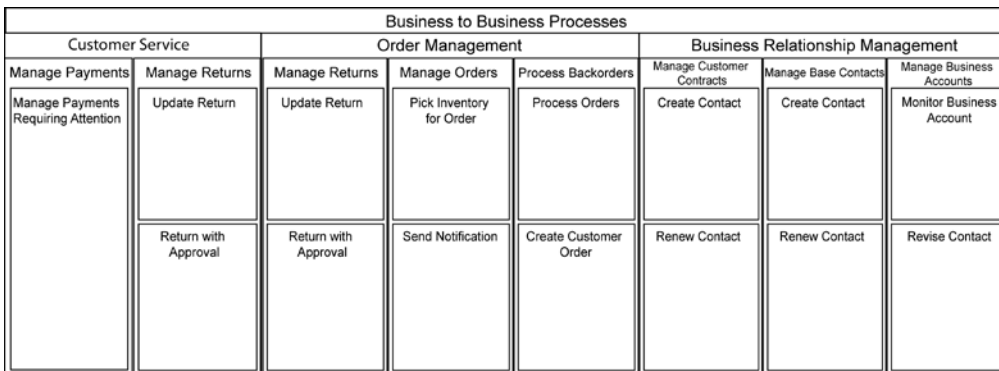 Business to Business Processes
Customer Service
Order Management
Business Relationship Management
Manage Payments
Manage Returns
Manage Returns
Manage Orders
Process Backorders
Manage Customer
Contracts
Manage Base Contacts
Manage Business
Accounts
Manage Payments
Requiring Attention
Update Return
Update Return
Pick Inventory
for Order
Process Orders
Create Contact
Create Contact
Monitor Business
Account
Return with
Approval
Return with
Approval
Send Notification
Create Customer
Order
Renew Contact
Renew Contact
Revise Contact